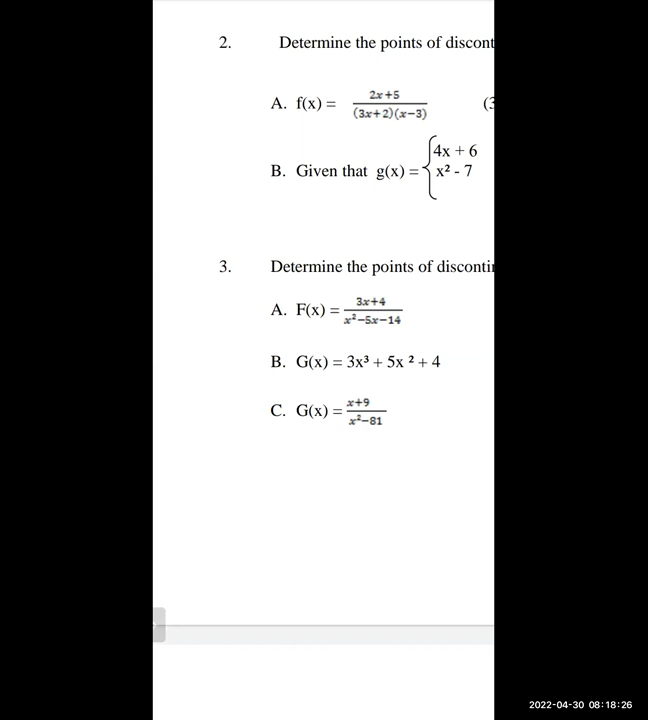 2. Determine the points of discont
A. f(x) = 2x+5 / (3x+2)(x−3) (3
B. Given that g(x) = { 4x + 6
x² - 7
3. Determine the points of disconti
A. F(x) = 3x+4 / x²−5x−14
B. G(x) = 3x³ + 5x ² + 4
C. G(x) = x+9 / x²−81
2022-04-30 08:18:26